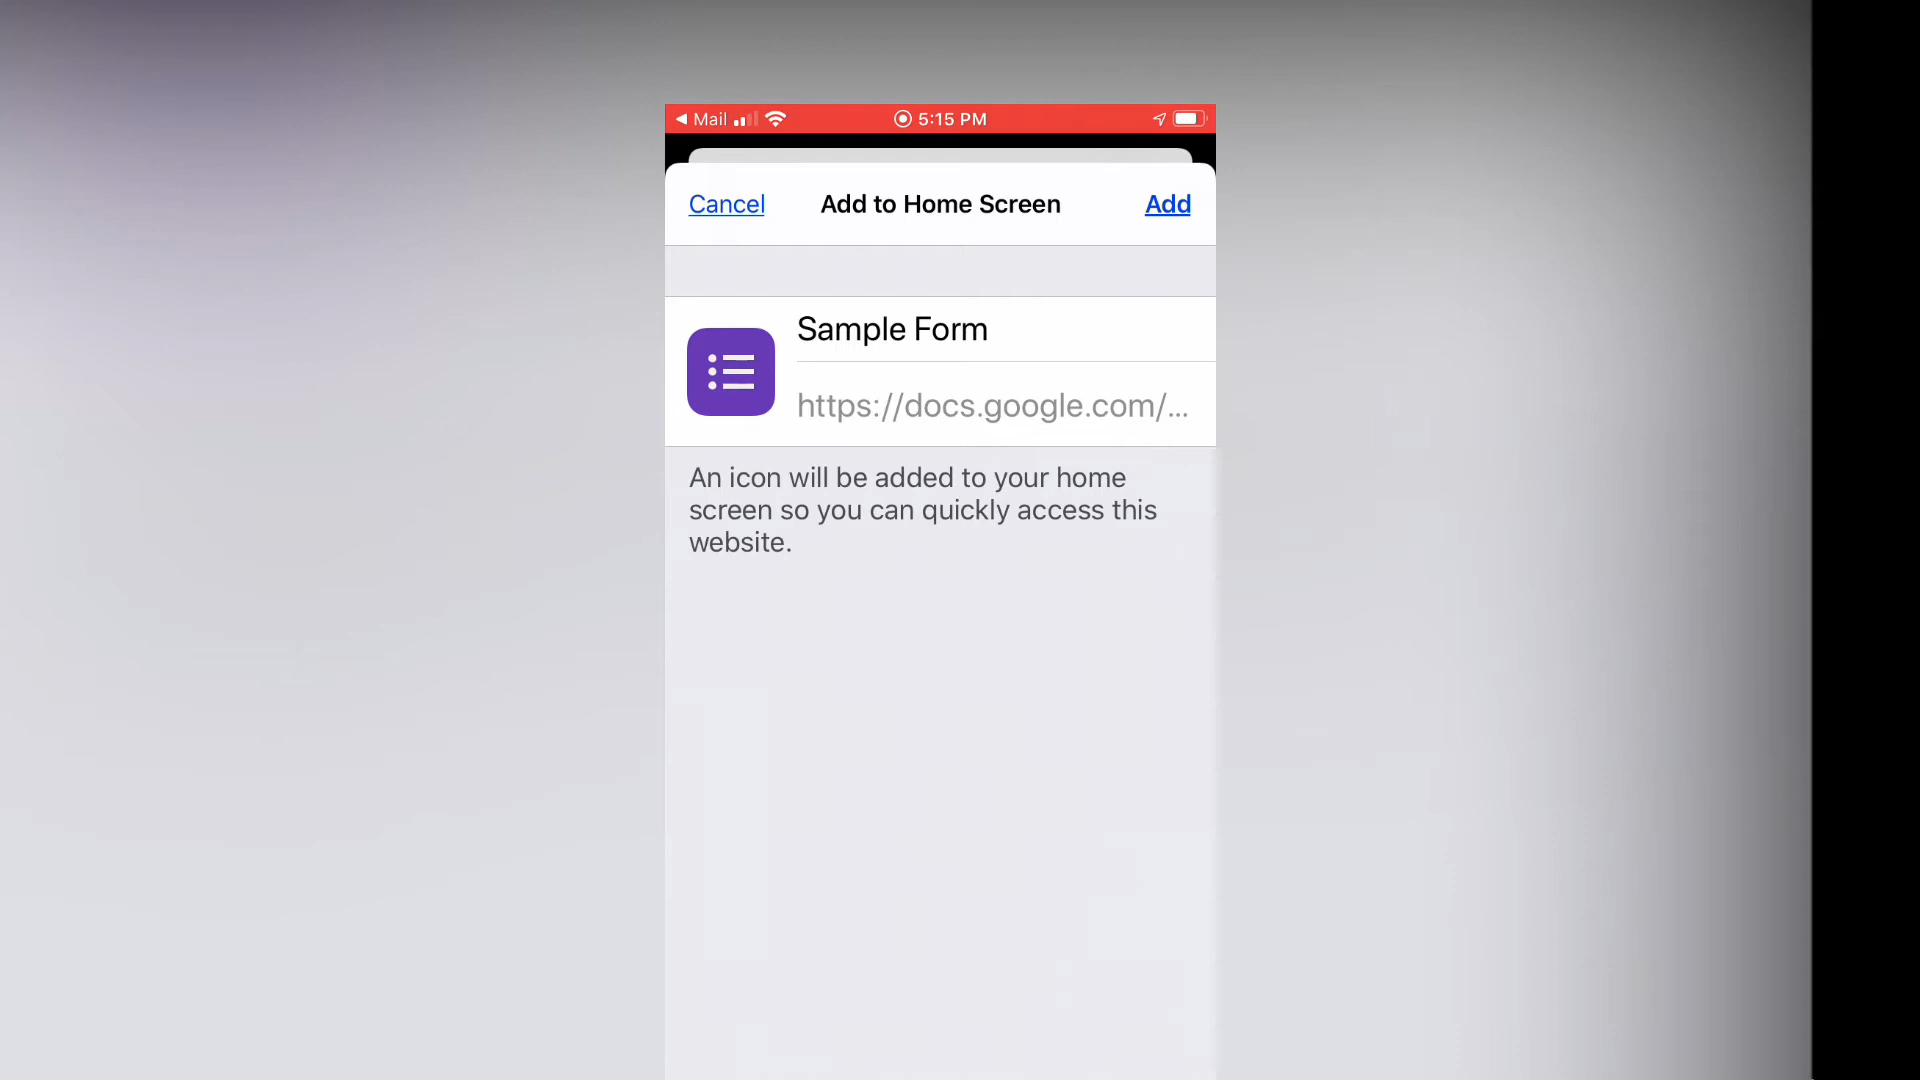 Mail 5:15 PM
Cancel Add to Home Screen Add
Sample Form
https://docs.google.com/...
An icon will be added to your home
screen so you can quickly access this
website.